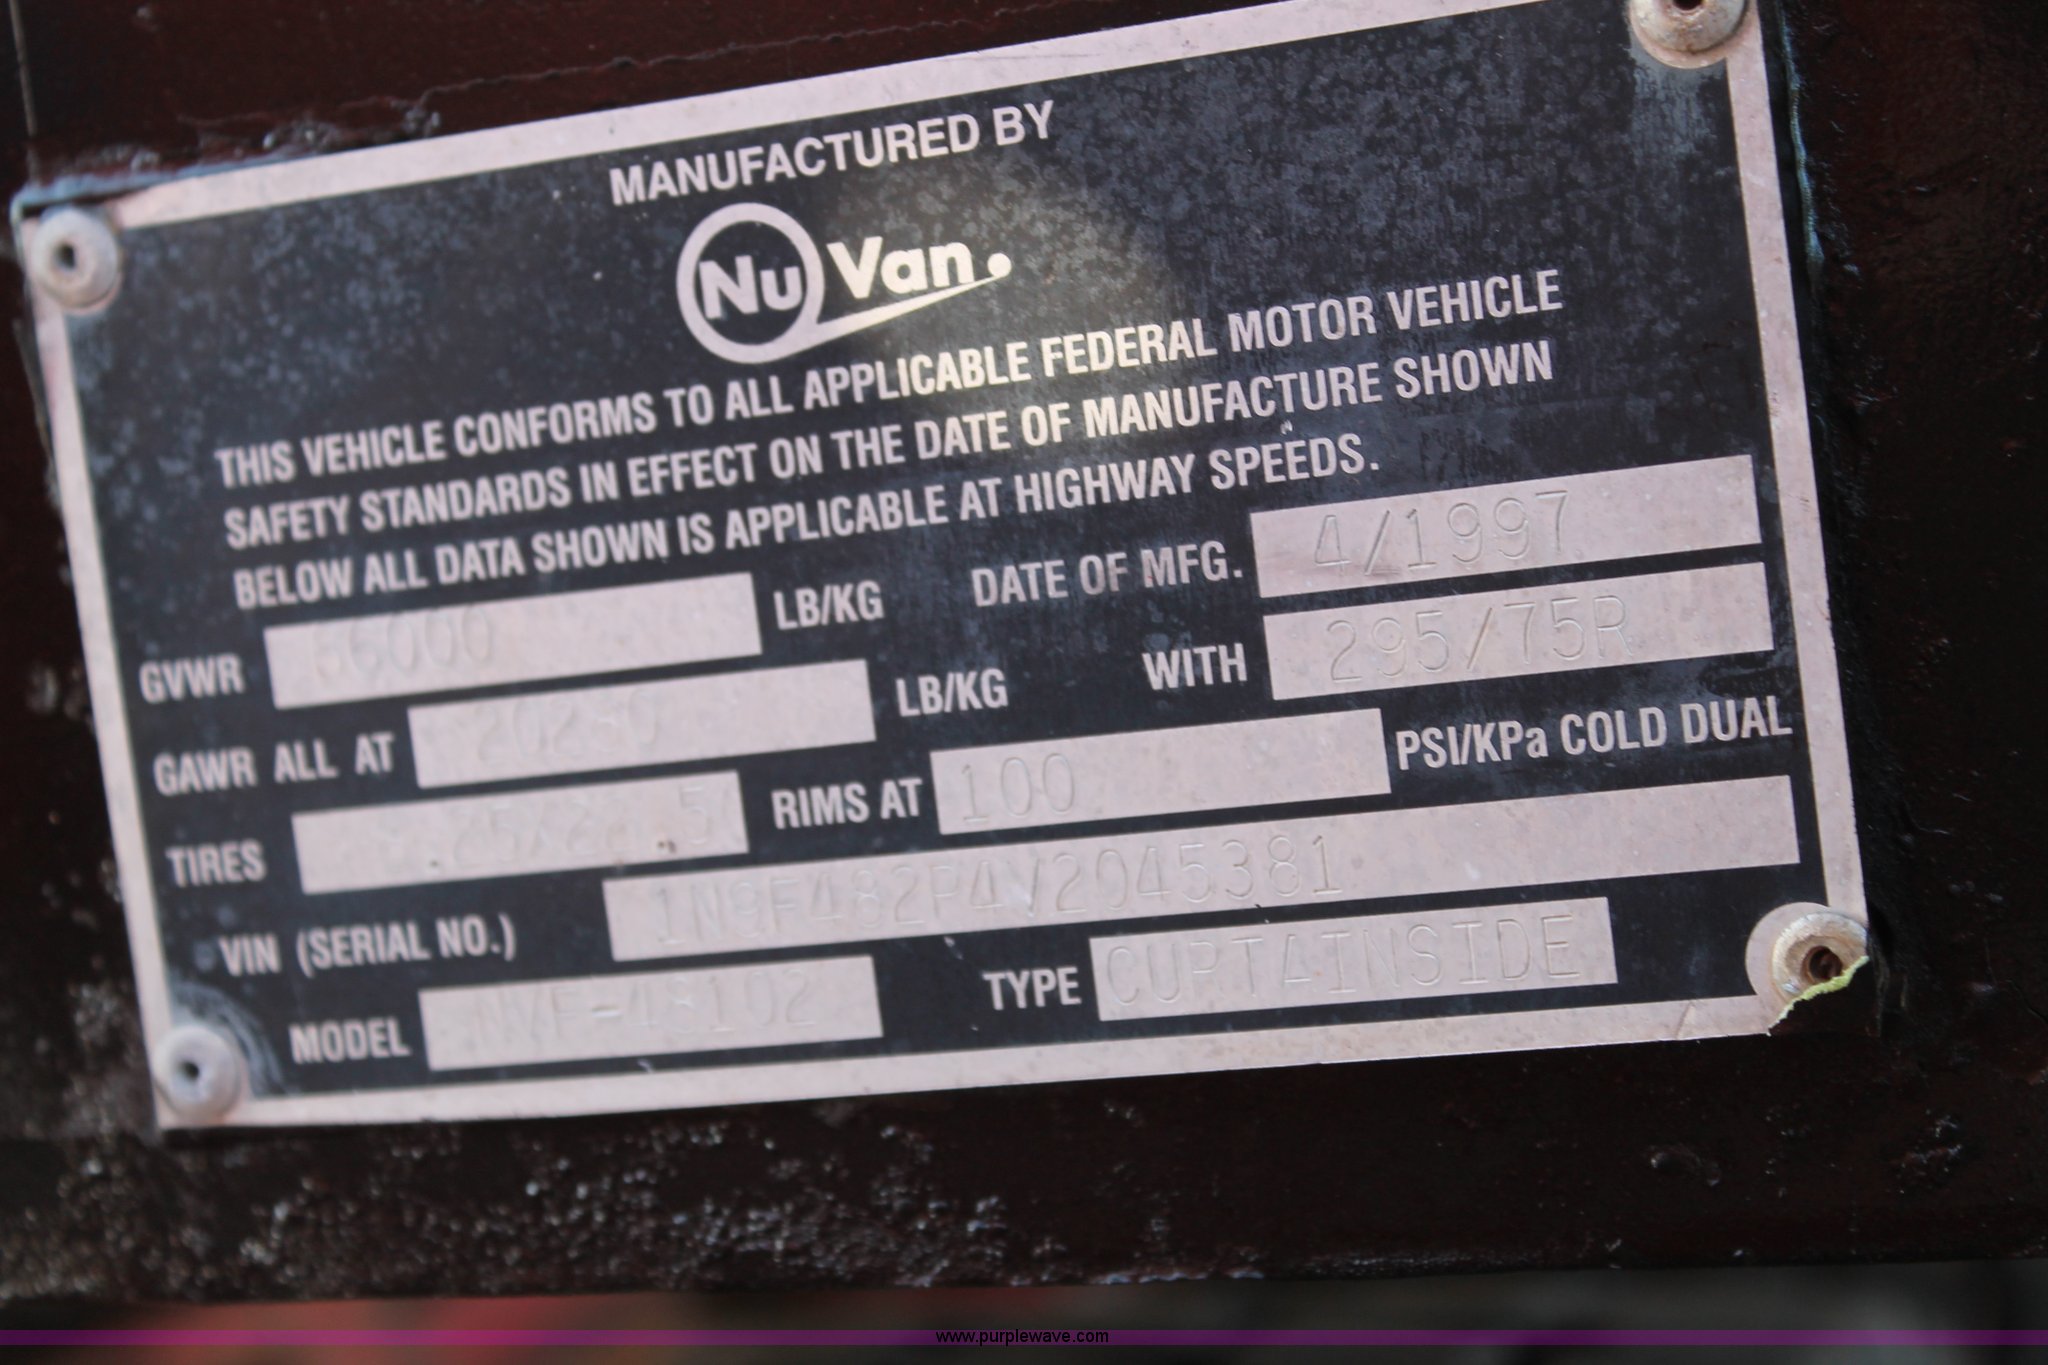 MANUFACTURED BY
Nu Van.
THIS VEHICLE CONFORMS TO ALL APPLICABLE FEDERAL MOTOR VEHICLE
SAFETY STANDARDS IN EFFECT ON THE DATE OF MANUFACTURE SHOWN
BELOW ALL DATA SHOWN IS APPLICABLE AT HIGHWAY SPEEDS.
GVWR LB/KG DATE OF MFG. 4/1997
GAWR ALL AT LB/KG WITH 295/75R
TIRES RIMS AT 100 PSI/KPa COLD DUAL
VIN (SERIAL NO.)
MODEL TYPE CURTAINSIDE
www.purplewave.com